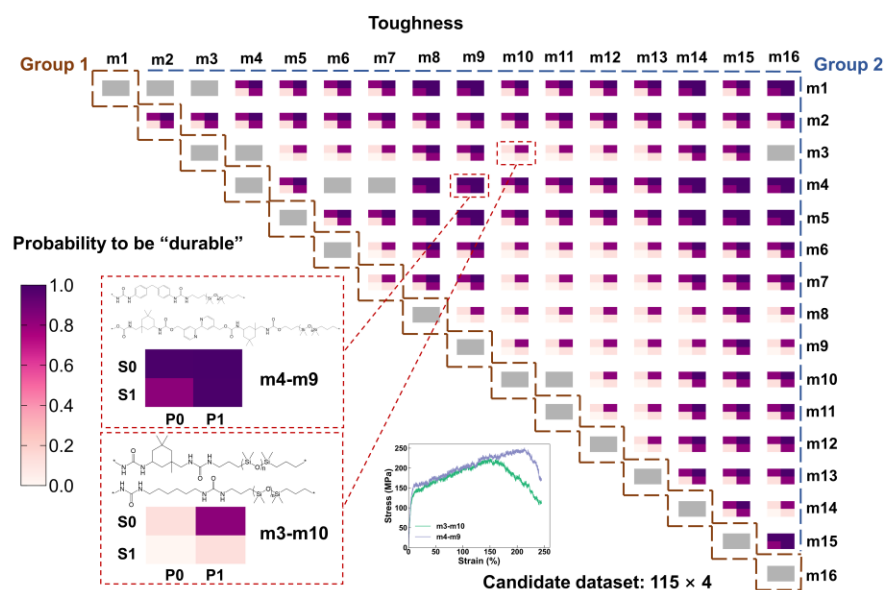 Toughness
Group 1
m1 m2 m3 m4 m5 m6 m7 m8 m9 m10 m11 m12 m13 m14 m15 m16
Group 2
m1
m2
m3
m4
m5
m6
m7
m8
m9
m10
m11
m12
m13
m14
m15
m16
Probability to be “durable”
1.0
0.8
0.6
0.4
0.2
0.0
S0
S1
P0 P1
m4-m9
S0
S1
P0 P1
m3-m10
Stress (MPa)
250
200
150
100
50
0
0 50 100 150 200 250
Strain (%)
m3-m10
m4-m9
Candidate dataset: 115 × 4